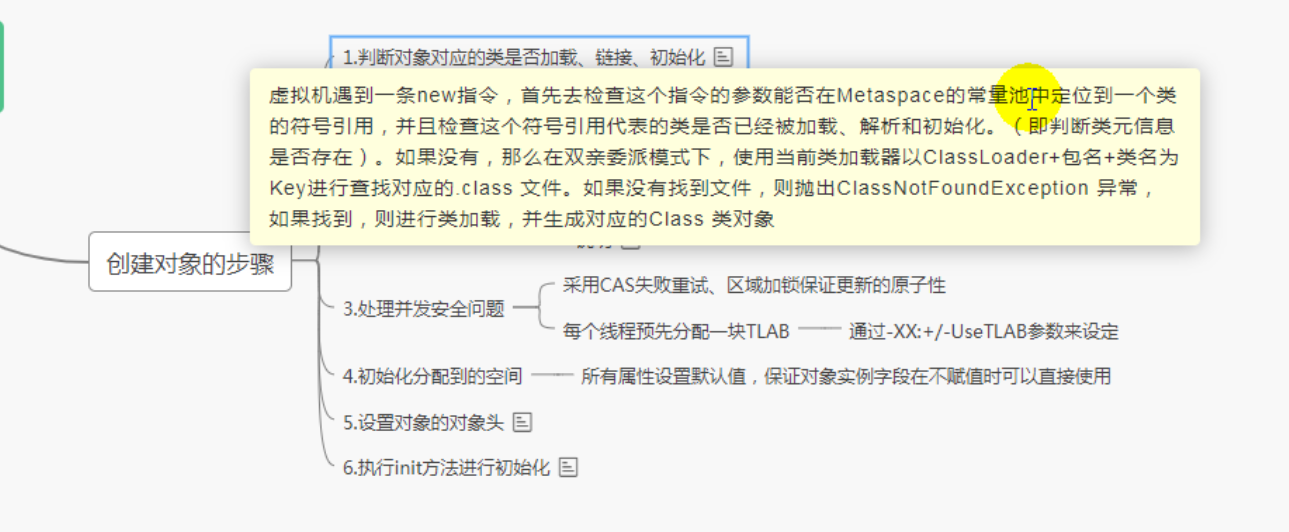 1.判断对象对应的类是否加载、链接、初始化
虚拟机遇到一条new指令，首先去检查这个指令的参数能否在Metaspace的常量池中定位到一个类
的符号引用，并且检查这个符号引用代表的类是否已经被加载、解析和初始化。（即判断类元信息
是否存在）。如果没有，那么在双亲委派模式下，使用当前类加载器以ClassLoader+包名+类名为
Key进行查找对应的.class 文件。如果没有找到文件，则抛出ClassNotFoundException 异常，
如果找到，则进行类加载，并生成对应的Class 类对象
创建对象的步骤
3.处理并发安全问题
采用CAS失败重试、区域加锁保证更新的原子性
每个线程预先分配一块TLAB
通过-XX:+/-UseTLAB参数来设定
4.初始化分配到的空间
所有属性设置默认值，保证对象实例字段在不赋值时可以直接使用
5.设置对象的对象头
6.执行init方法进行初始化